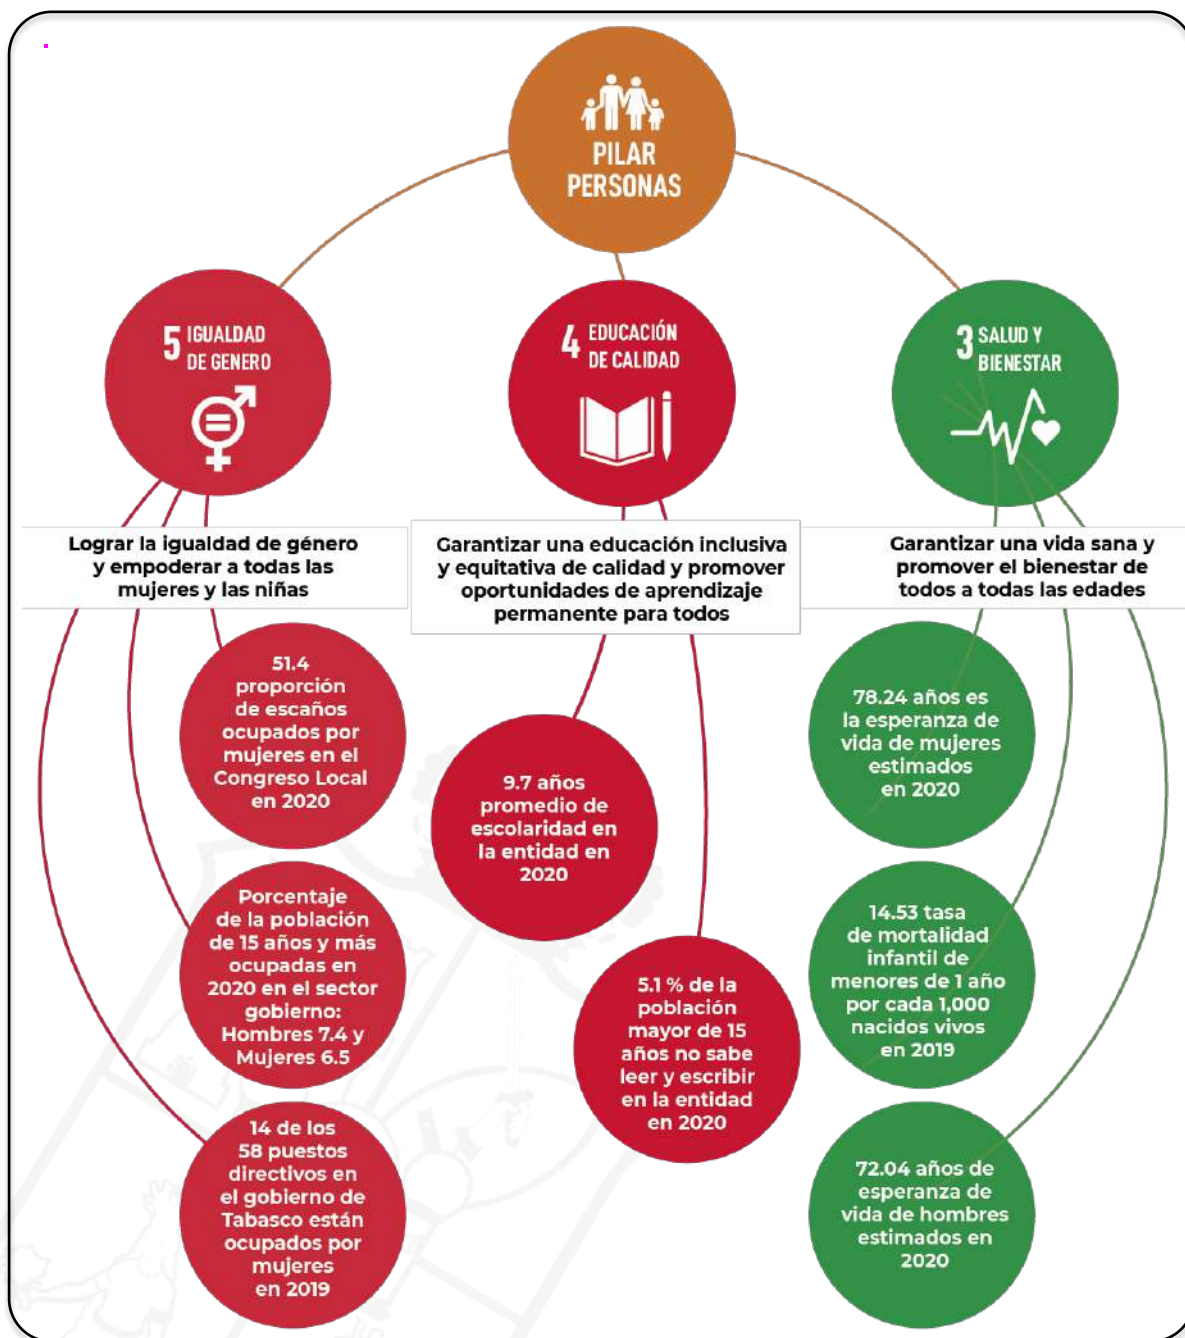 PILAR
PERSONAS
5 IGUALDAD
DE GENERO
Lograr la igualdad de género
y empoderar a todas las
mujeres y las niñas
51.4
proporción
de escaños
ocupados por
mujeres en el
Congreso Local
en 2020
Porcentaje
de la población
de 15 años y más
ocupadas en
2020 en el sector
gobierno:
Hombres 7.4 y
Mujeres 6.5
14 de los
58 puestos
directivos en
el gobierno de
Tabasco están
ocupados por
mujeres
en 2019
4 EDUCACIÓN
DE CALIDAD
Garantizar una educación inclusiva
y equitativa de calidad y promover
oportunidades de aprendizaje
permanente para todos
9.7 años
promedio de
escolaridad en
la entidad en
2020
5.1 % de la
población
mayor de 15
años no sabe
leer y escribir
en la entidad
en 2020
3 SALUD Y
BIENESTAR
Garantizar una vida sana y
promover el bienestar de
todos a todas las edades
78.24 años es
la esperanza de
vida de mujeres
estimados
en 2020
14.53 tasa
de mortalidad
infantil de
menores de 1 año
por cada 1,000
nacidos vivos
en 2019
72.04 años de
esperanza de
vida de hombres
estimados en
2020